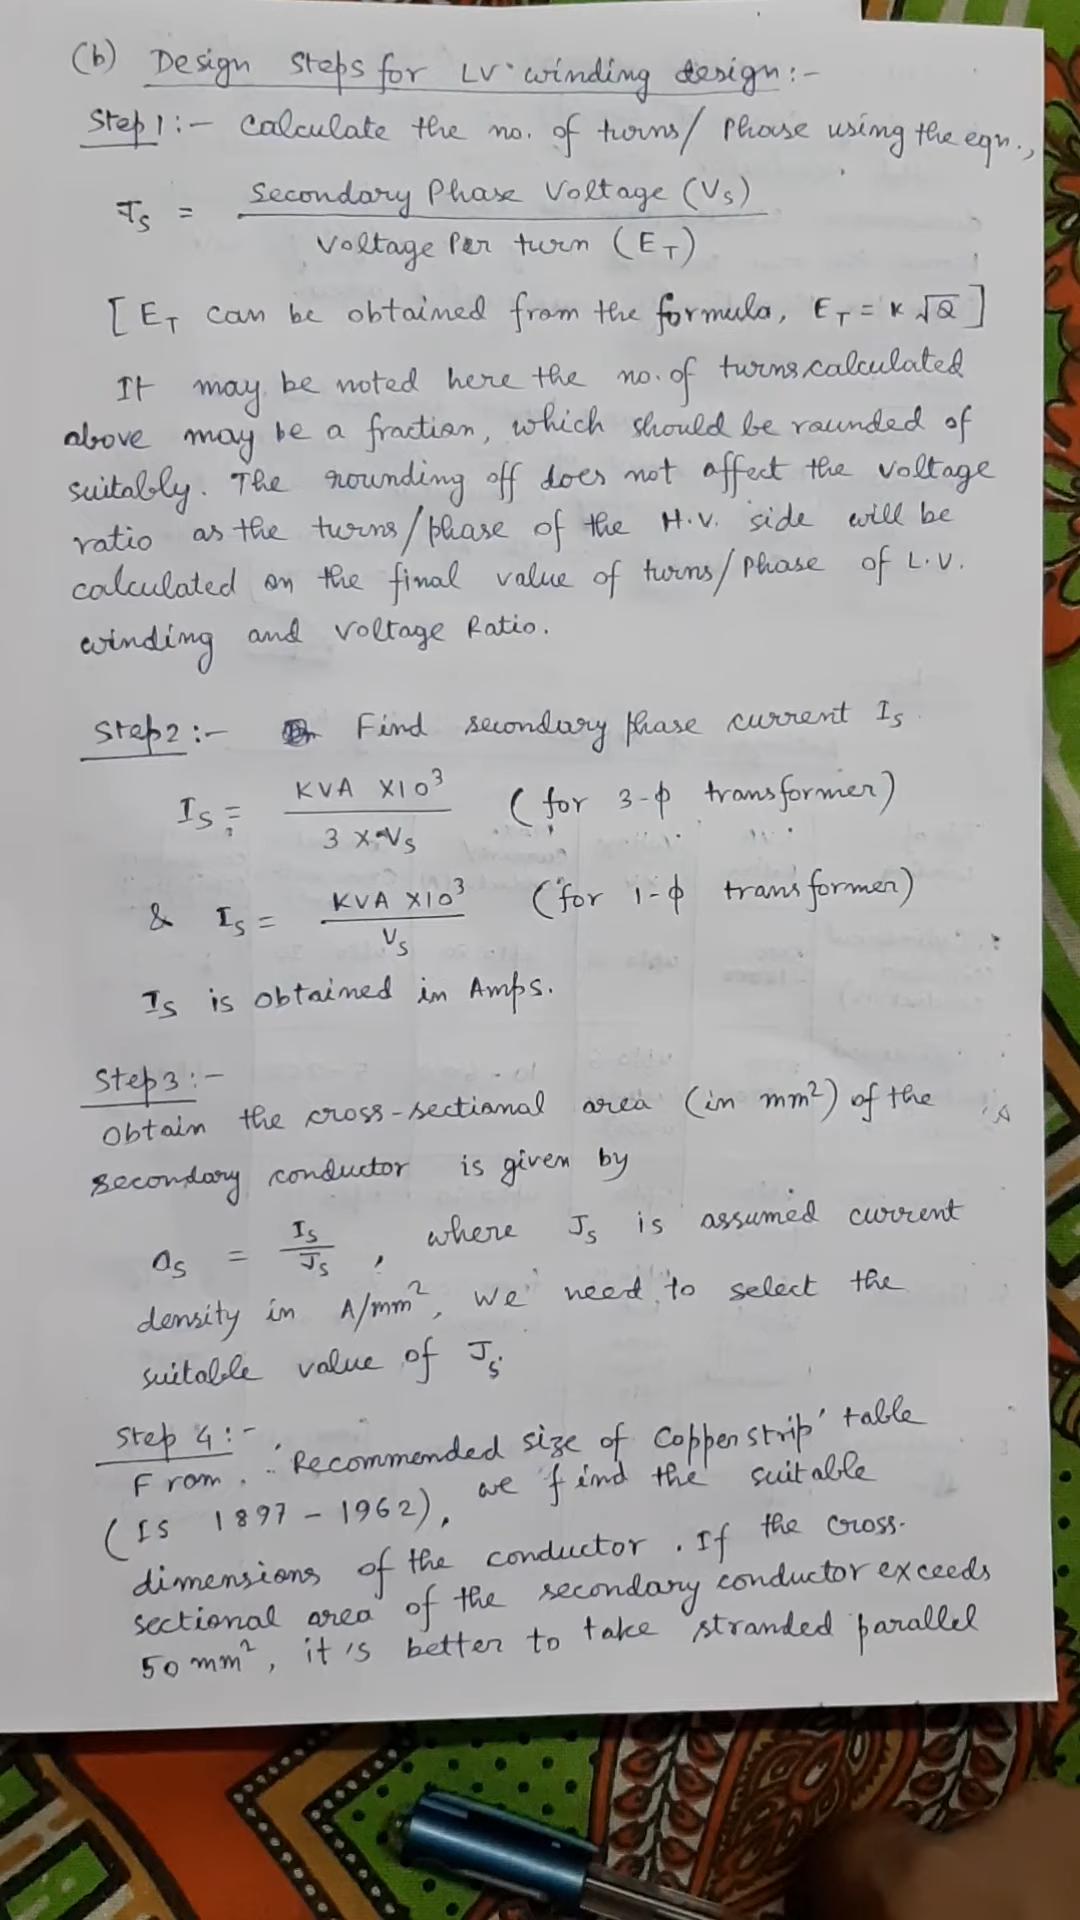 (b) Design Steps for LV winding design:-
Step 1:- Calculate the no. of turns/ Phase using the eqn.,
Ts = Secondary Phase Voltage (Vs)
Voltage Per turn (ET)
[ ET can be obtained from the formula, ET = K √Q ]
It may be noted here the no. of turns calculated
above may be a fraction, which should be rounded of
suitably. The rounding off does not affect the voltage
ratio as the turns/phase of the H.V. side will be
calculated on the final value of turns/Phase of L.V.
winding and Voltage Ratio.
Step 2:- Find secondary phase current Is
Is = KVA X10³ / 3 X Vs (for 3-ϕ transformer)
& Is = KVA X10³ / Vs (for 1-ϕ transformer)
Is is obtained in Amps.
Step 3:-
Obtain the cross-sectional area (in mm²) of the
secondary conductor is given by
as = Is / Js , where Js is assumed current
density in A/mm², we need to select the
suitable value of Js
Step 4:-
From 'Recommended size of Copper strip' table
(IS 1897 - 1962), we find the suitable
dimensions of the conductor. If the cross-
sectional area of the secondary conductor exceeds
50 mm², it is better to take stranded parallel